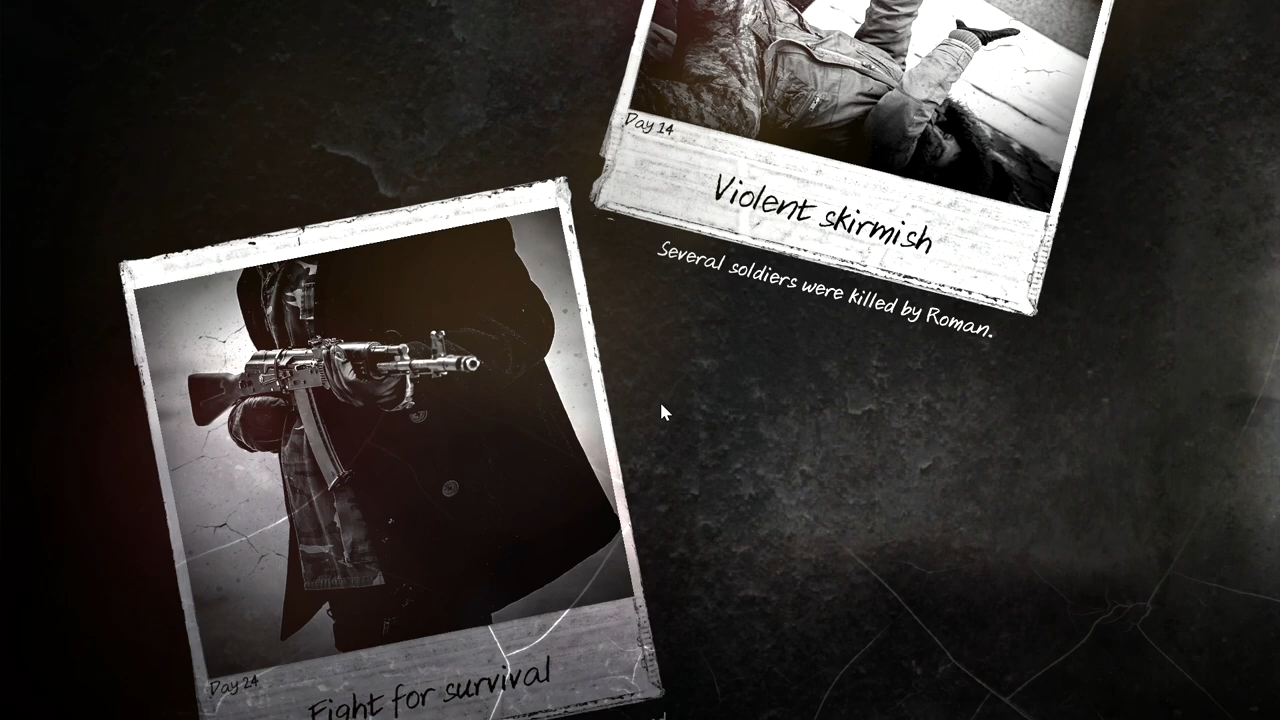 Day 14
Violent skirmish
Several soldiers were killed by Roman.
Day 24
Fight for survival